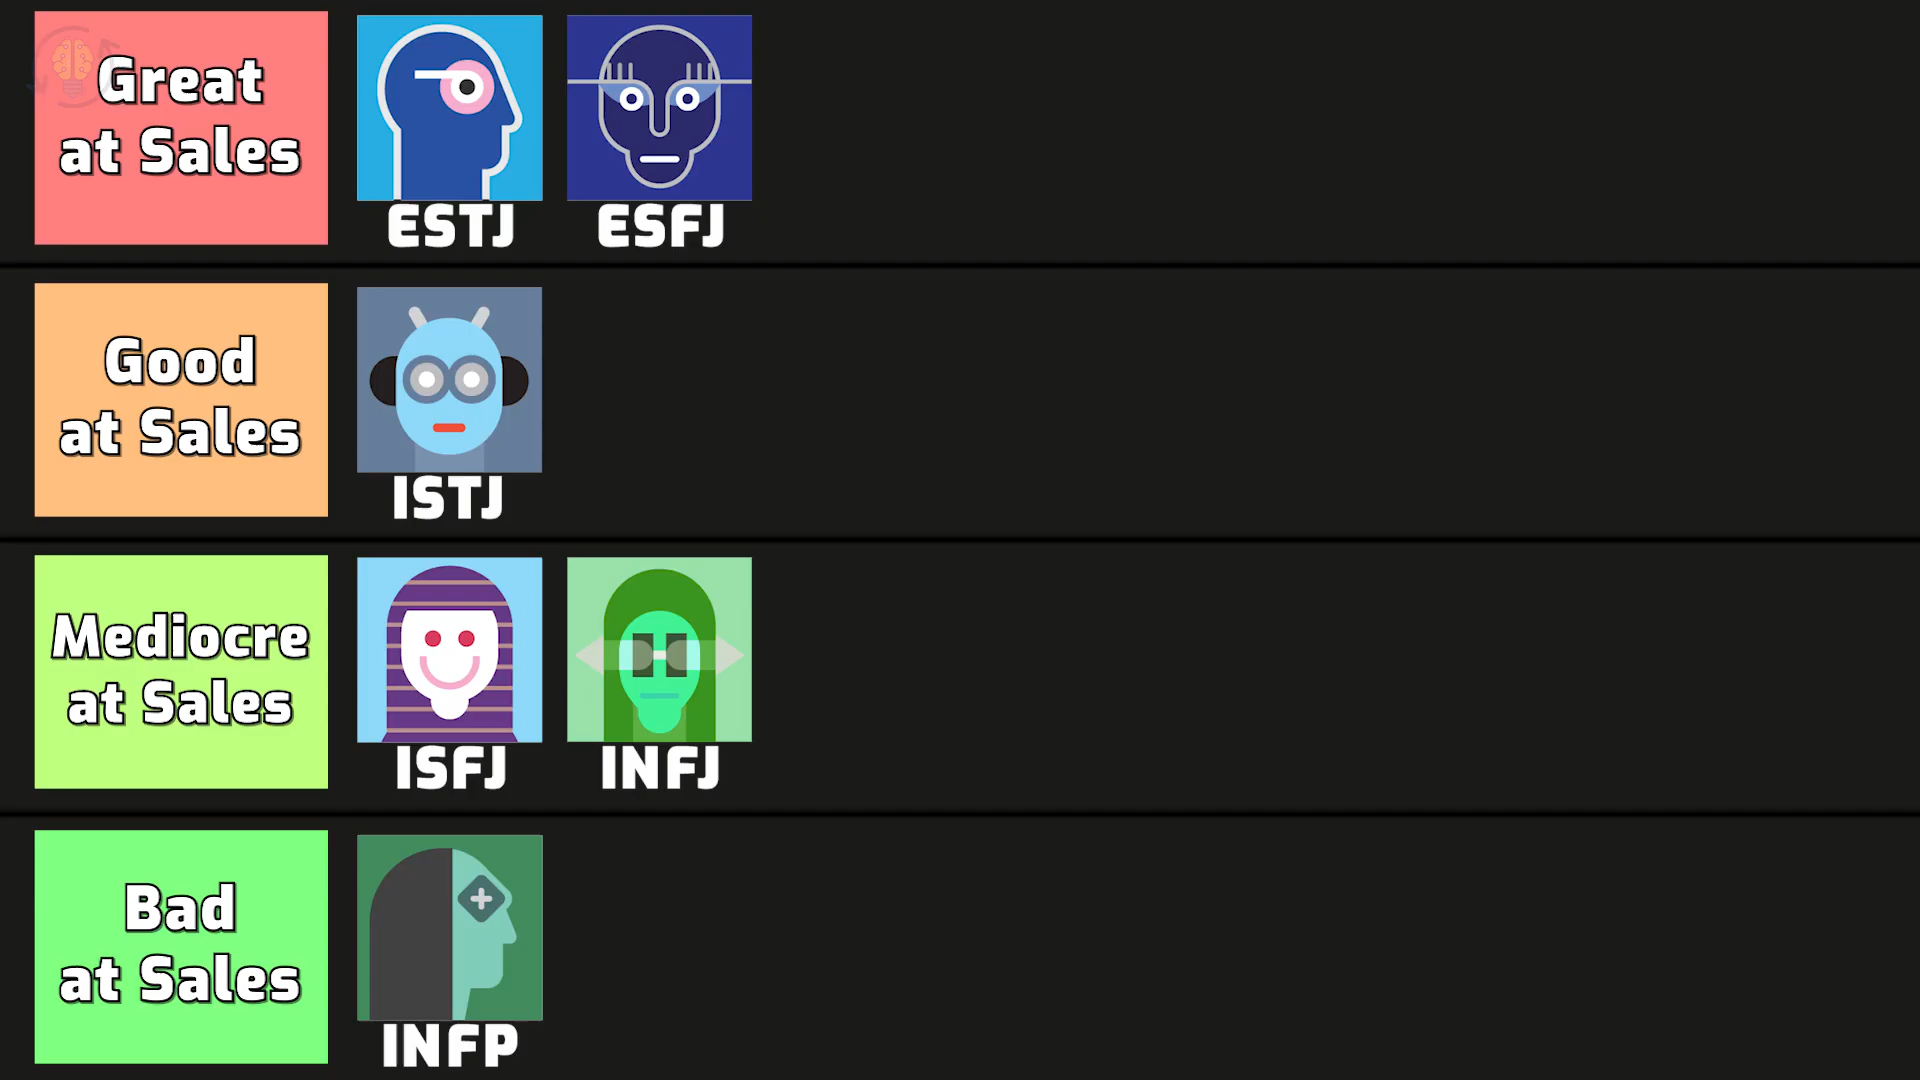 Great
at Sales
ESTJ
ESFJ
Good
at Sales
ISTJ
Mediocre
at Sales
ISFJ
INFJ
Bad
at Sales
INFP